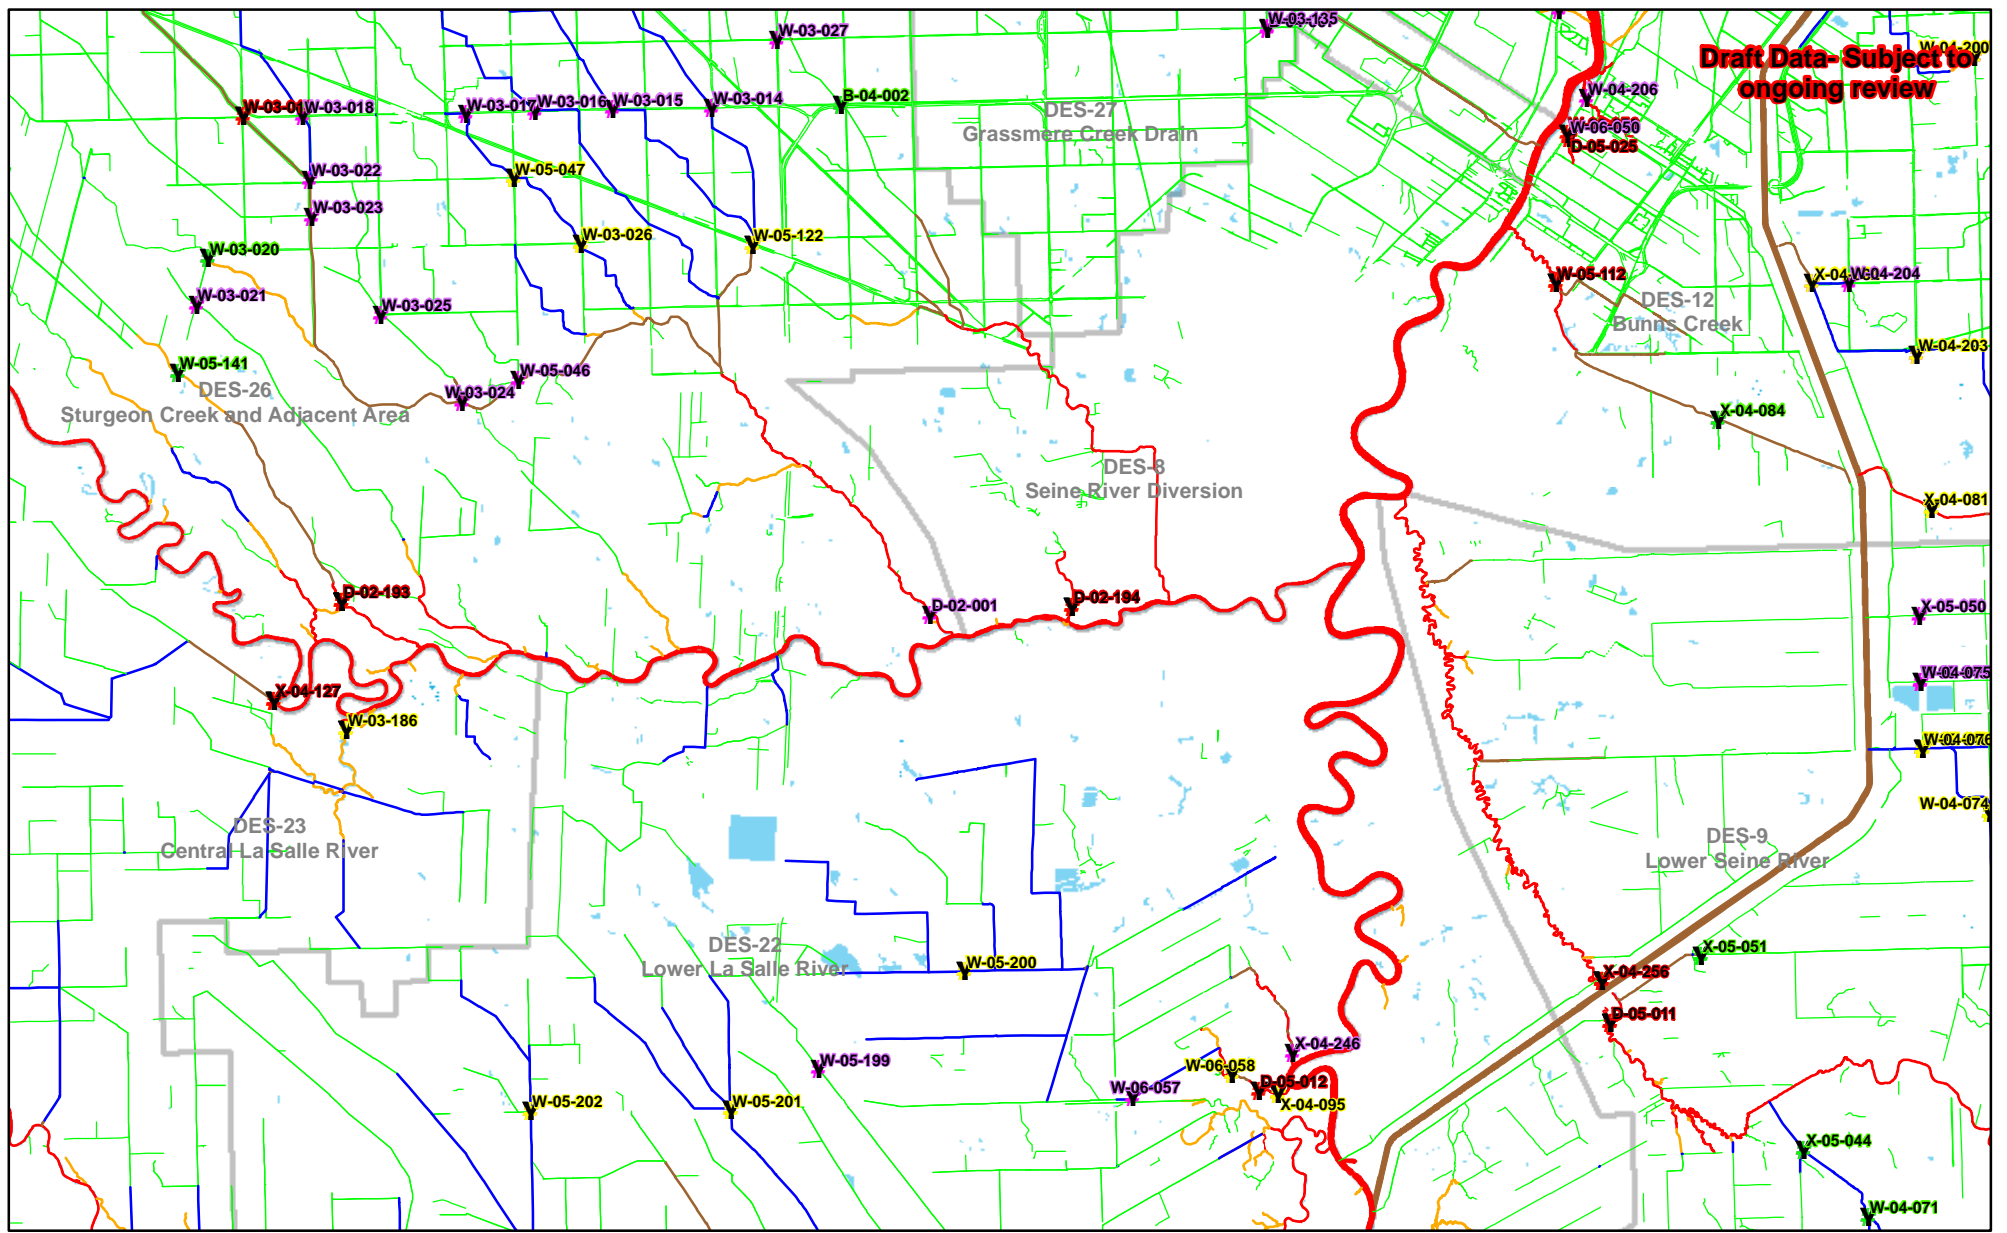 W-03-135
W-03-027
Draft Data- Subject to
ongoing review
W-04-200
W-04-206
B-04-002
W-03-018
W-03-017
W-03-016
W-03-015
W-03-014
DES-27
Grassmere Creek Drain
W-06-050
D-05-025
W-03-022
W-05-047
W-03-023
W-03-020
W-03-026
W-05-122
W-05-112
W-04-204
W-03-021
W-03-025
DES-12
Bunns Creek
W-04-203
W-05-141
W-05-046
W-03-024
DES-26
Sturgeon Creek and Adjacent Area
X-04-084
DES-8
Seine River Diversion
X-04-081
D-02-193
D-02-001
D-02-194
X-05-050
W-04-075
X-04-127
W-03-186
W-04-076
W-04-074
DES-23
Central La Salle River
DES-9
Lower Seine River
DES-22
Lower La Salle River
W-05-200
X-05-051
X-04-256
D-05-011
X-04-246
W-05-199
W-06-058
W-06-057
D-05-012
X-04-095
W-05-202
W-05-201
X-05-044
W-04-071